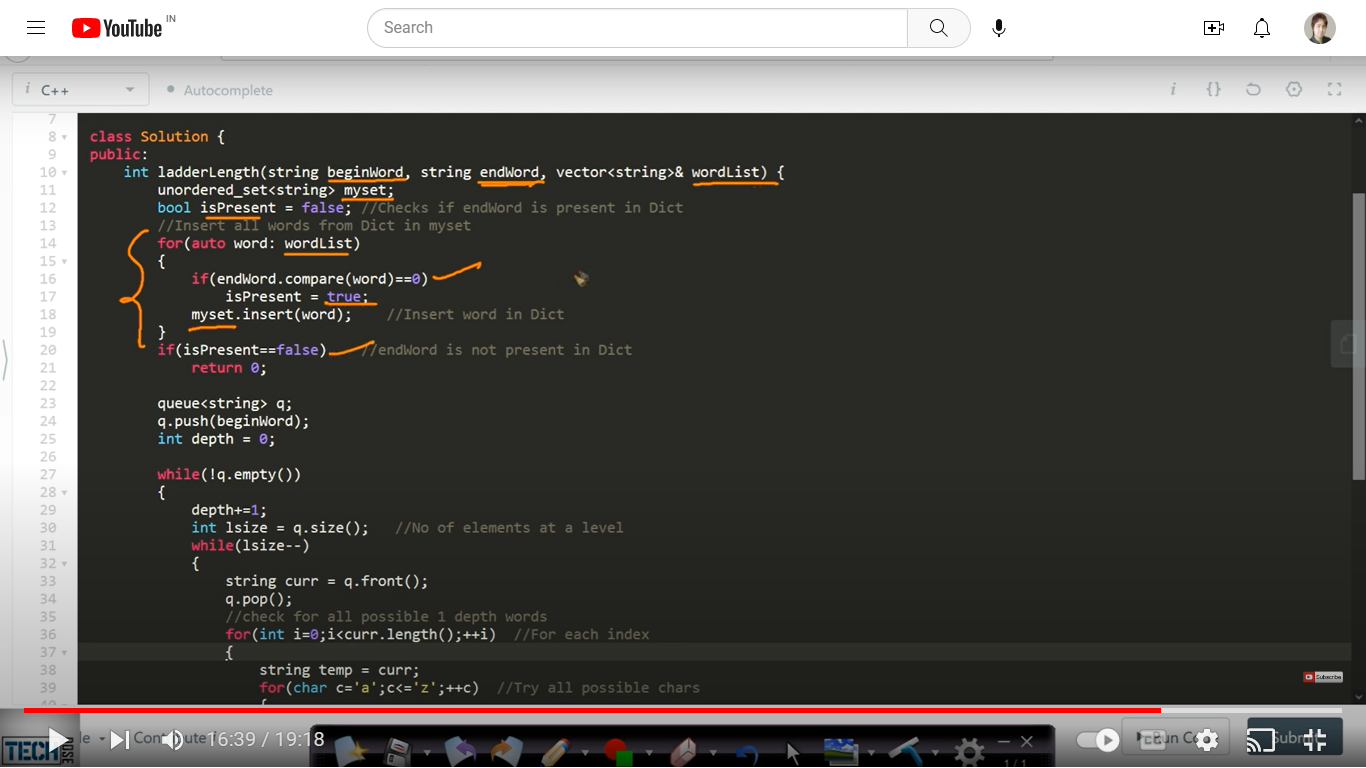 YouTube IN
Search
i C++
Autocomplete
i {}
7
8 class Solution {
9 public:
10 int ladderLength(string beginWord, string endWord, vector<string>& wordList) {
11 unordered_set<string> myset;
12 bool isPresent = false; //Checks if endWord is present in Dict
13 //Insert all words from Dict in myset
14 for(auto word: wordList)
15 {
16 if(endWord.compare(word)==0)
17 isPresent = true;
18 myset.insert(word); //Insert word in Dict
19 }
20 if(isPresent==false) //endWord is not present in Dict
21 return 0;
22
23 queue<string> q;
24 q.push(beginWord);
25 int depth = 0;
26
27 while(!q.empty())
28 {
29 depth+=1;
30 int lsize = q.size(); //No of elements at a level
31 while(lsize--)
32 {
33 string curr = q.front();
34 q.pop();
35 //check for all possible 1 depth words
36 for(int i=0;i<curr.length();++i) //For each index
37 {
38 string temp = curr;
39 for(char c='a';c<='z';++c) //Try all possible chars
40 {
Subscribe
16:39 / 19:18
TECH DOSE
1/1